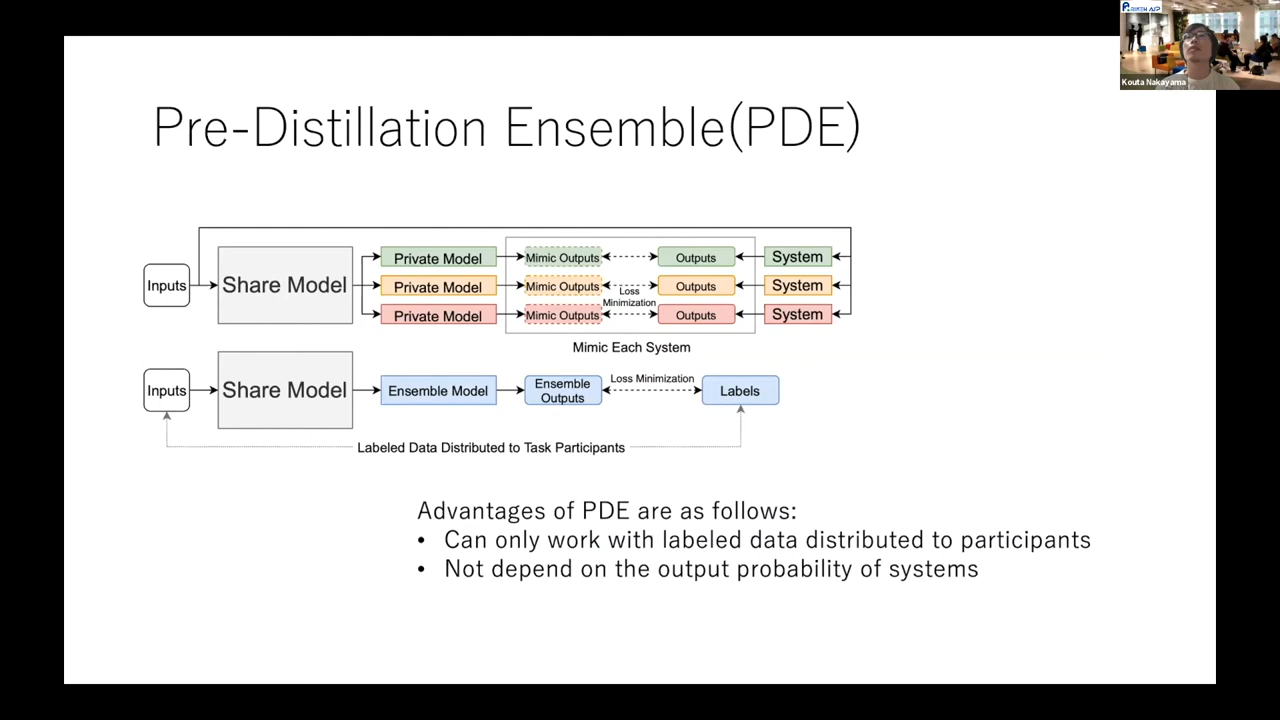 RIKEN AIP
Kouta Nakayama
Pre-Distillation Ensemble(PDE)
Inputs
Share Model
Private Model
Mimic Outputs
Outputs
System
Private Model
Mimic Outputs
Loss
Minimization
Outputs
System
Private Model
Mimic Outputs
Outputs
System
Mimic Each System
Inputs
Share Model
Ensemble Model
Ensemble
Outputs
Loss Minimization
Labels
Labeled Data Distributed to Task Participants
Advantages of PDE are as follows:
• Can only work with labeled data distributed to participants
• Not depend on the output probability of systems